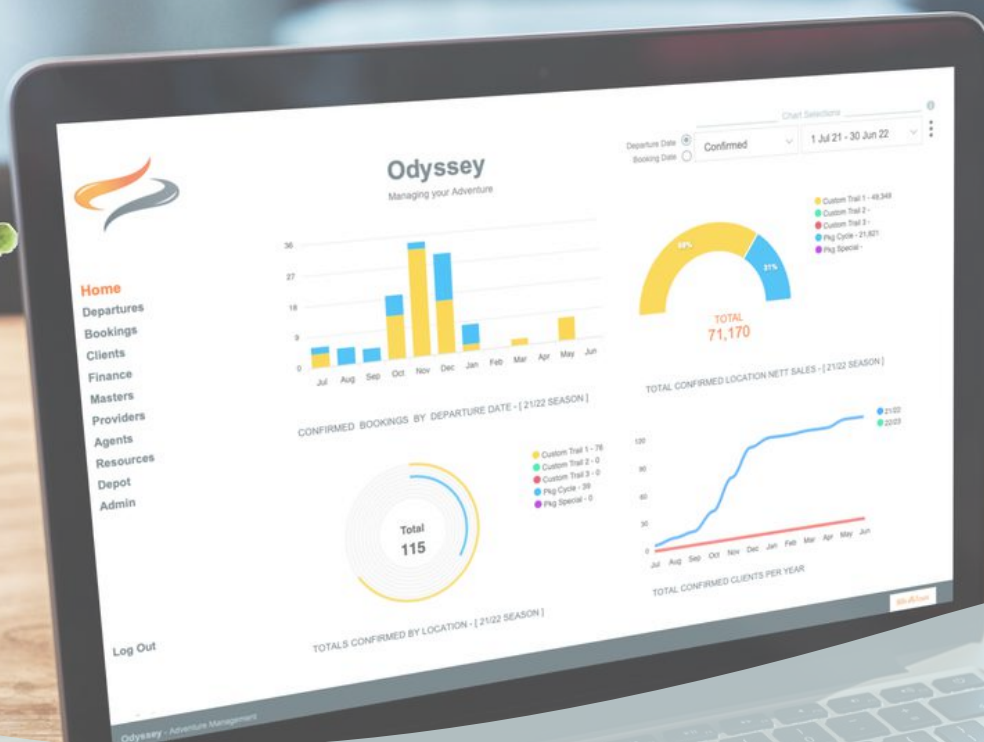 Odyssey
Managing your Adventure
Chart Selections
Departure Date
Booking Date
Confirmed
1 Jul 21 - 30 Jun 22
Home
Departures
Bookings
Clients
Finance
Masters
Providers
Agents
Resources
Depot
Admin
Log Out
36
27
18
9
0
Jul Aug Sep Oct Nov Dec Jan Feb Mar Apr May Jun
CONFIRMED BOOKINGS BY DEPARTURE DATE - [ 21/22 SEASON ]
Custom Trail 1 - 49,348
Custom Trail 2 -
Custom Trail 3 -
Pkg Cycle - 21,821
Pkg Special -
31%
TOTAL
71,170
TOTAL CONFIRMED LOCATION NETT SALES - [ 21/22 SEASON ]
Custom Trail 1 - 76
Custom Trail 2 - 0
Custom Trail 3 - 0
Pkg Cycle - 39
Pkg Special - 0
Total
115
TOTALS CONFIRMED BY LOCATION - [ 21/22 SEASON ]
21/22
22/23
120
90
60
30
0
Jul Aug Sep Oct Nov Dec Jan Feb Mar Apr May Jun
TOTAL CONFIRMED CLIENTS PER YEAR
Odyssey - Adventure Management